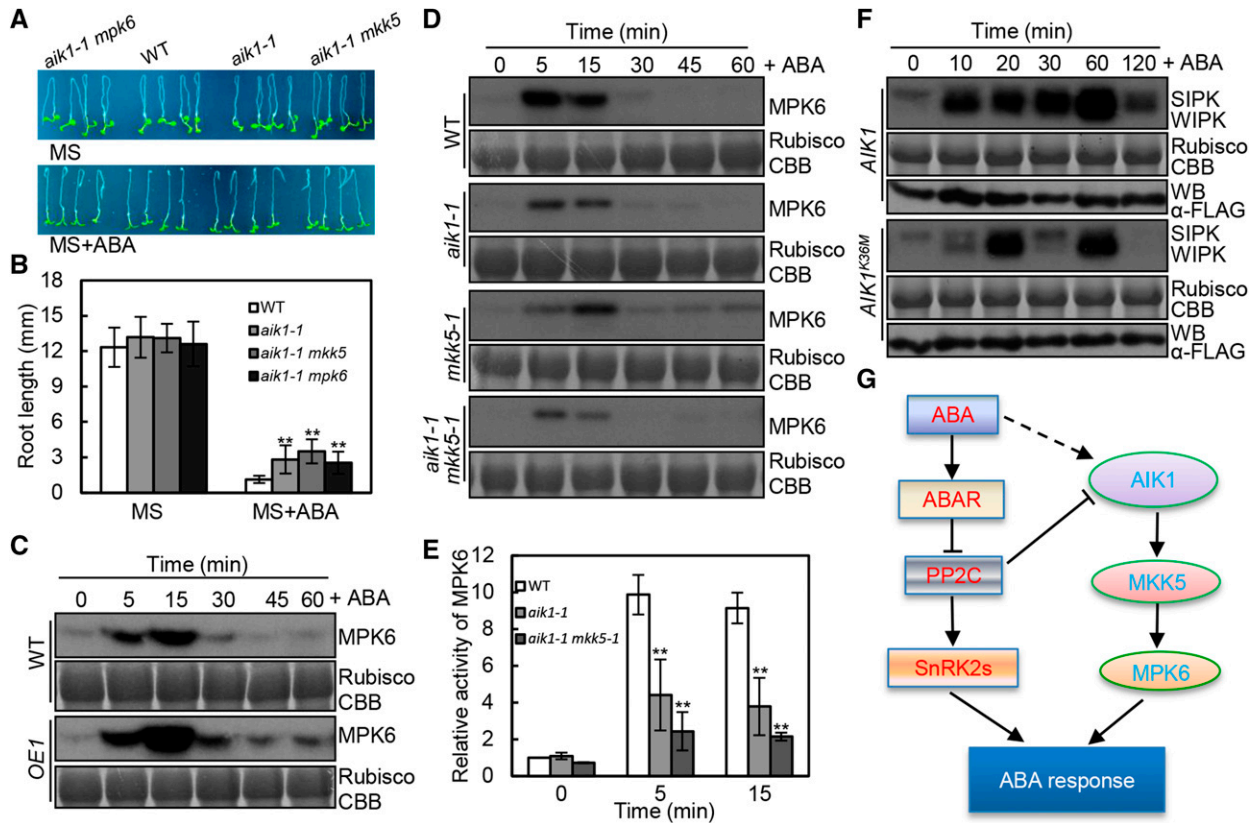 A
aik1-1 mpk6
WT
aik1-1
aik1-1 mkk5
MS
MS+ABA
B
Root length (mm)
18
15
12
9
6
3
0
WT
aik1-1
aik1-1 mkk5
aik1-1 mpk6
**
**
**
MS
MS+ABA
C
Time (min)
0 5 15 30 45 60 + ABA
WT
MPK6
Rubisco
CBB
OE1
MPK6
Rubisco
CBB
D
Time (min)
0 5 15 30 45 60 + ABA
WT
MPK6
Rubisco
CBB
aik1-1
MPK6
Rubisco
CBB
mkk5-1
MPK6
Rubisco
CBB
aik1-1
mkk5-1
MPK6
Rubisco
CBB
E
Relative activity of MPK6
12
10
8
6
4
2
0
WT
aik1-1
aik1-1 mkk5-1
**
**
**
**
0 5 15
Time (min)
F
Time (min)
0 10 20 30 60 120 + ABA
AIK1
SIPK
WIPK
Rubisco
CBB
WB
α-FLAG
AIK1K36M
SIPK
WIPK
Rubisco
CBB
WB
α-FLAG
G
ABA
ABAR
PP2C
SnRK2s
AIK1
MKK5
MPK6
ABA response